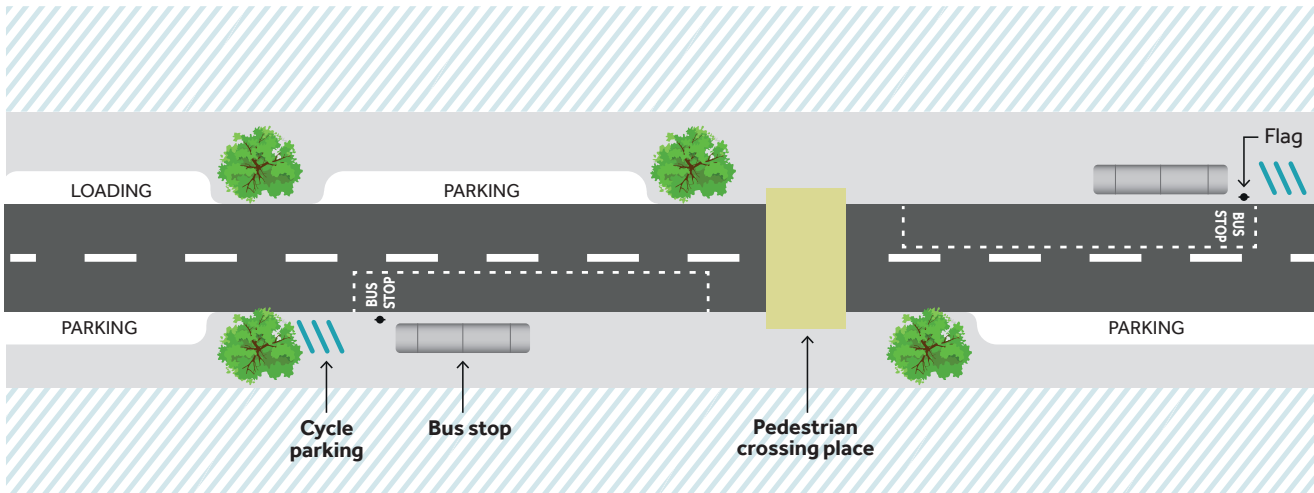 Flag
LOADING
PARKING
BUS
STOP
BUS
STOP
PARKING
PARKING
Cycle
parking
Bus stop
Pedestrian
crossing place